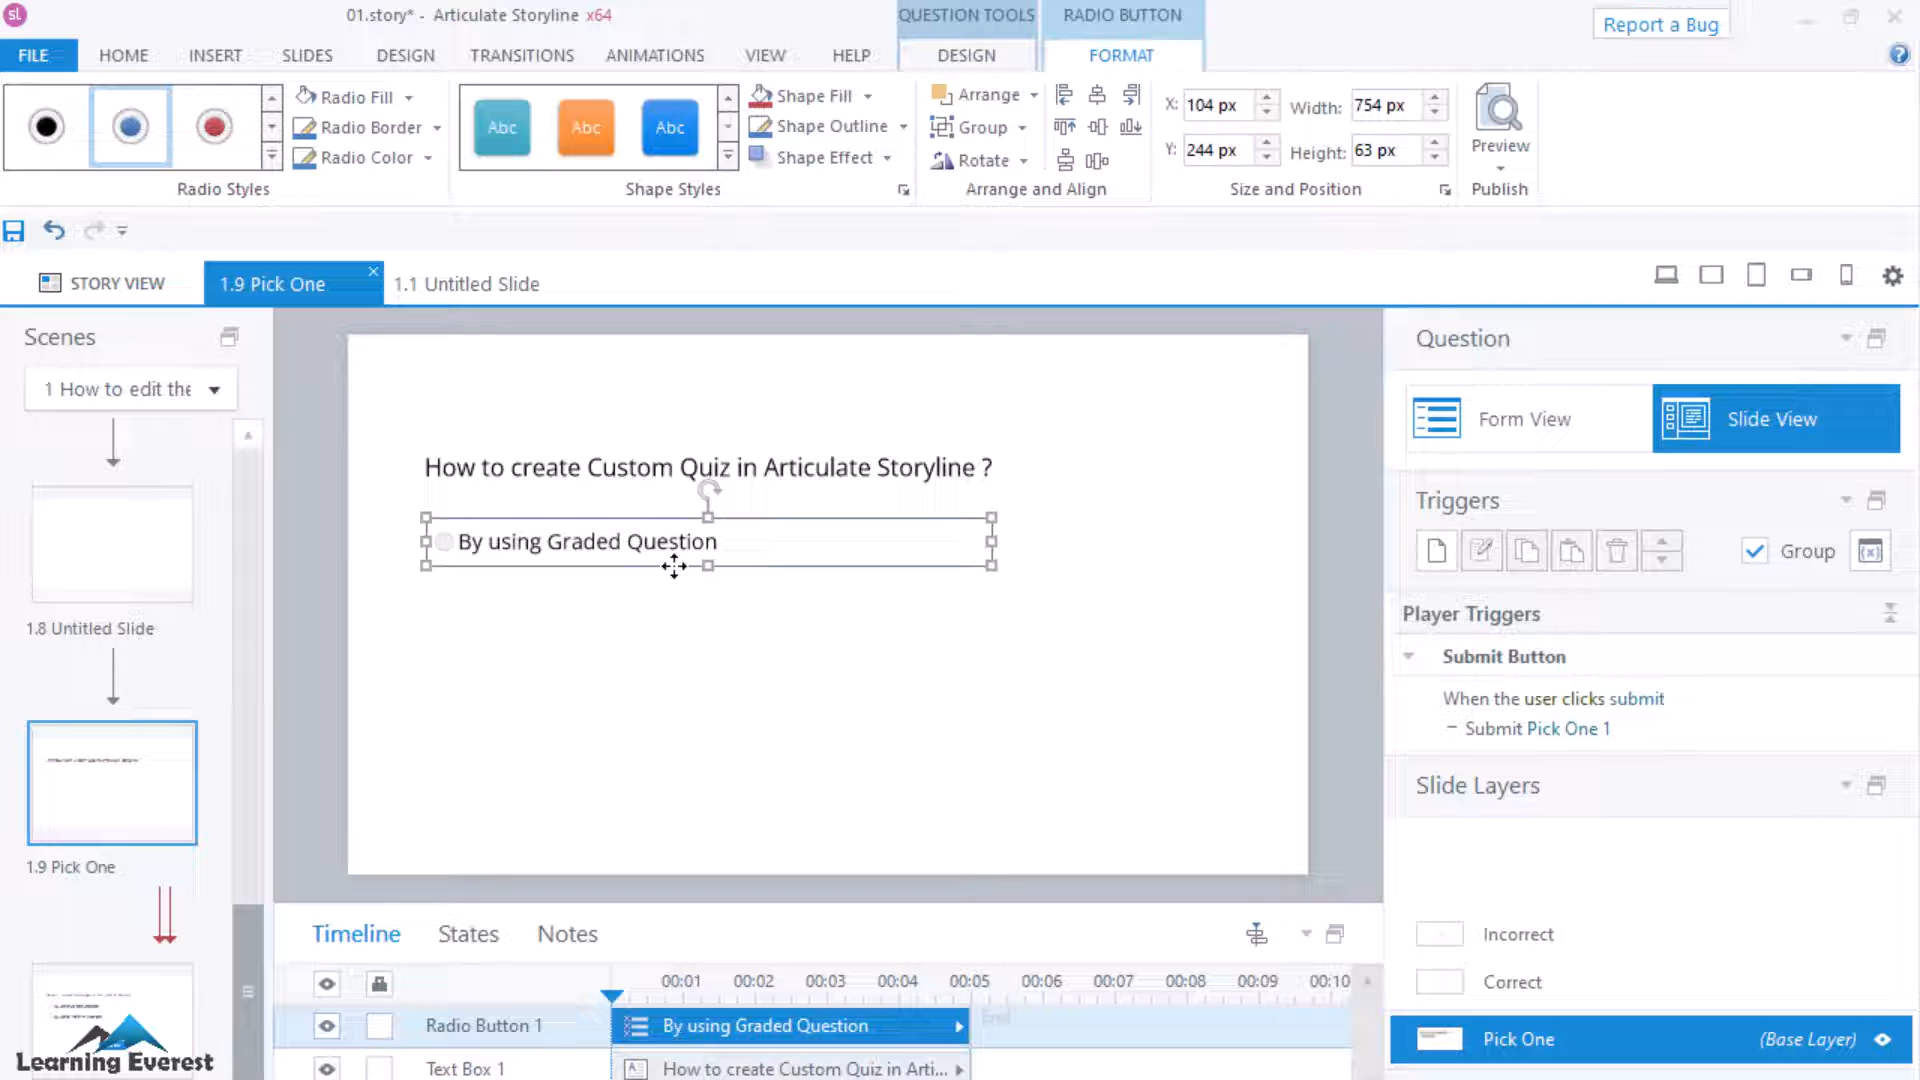 sl
01.story* - Articulate Storyline x64
QUESTION TOOLS
RADIO BUTTON
Report a Bug
FILE
HOME
INSERT
SLIDES
DESIGN
TRANSITIONS
ANIMATIONS
VIEW
HELP
DESIGN
FORMAT
?
Radio Fill
Radio Border
Radio Color
Radio Styles
Abc
Abc
Abc
Shape Fill
Shape Outline
Shape Effect
Shape Styles
Arrange
Group
Rotate
Arrange and Align
X: 104 px
Width: 754 px
Y: 244 px
Height: 63 px
Size and Position
Preview
Publish
STORY VIEW
1.9 Pick One
1.1 Untitled Slide
Scenes
1 How to edit the
1.8 Untitled Slide
1.9 Pick One
Learning Everest
How to create Custom Quiz in Articulate Storyline ?
By using Graded Question
Timeline
States
Notes
00:01 00:02 00:03 00:04 00:05 00:06 00:07 00:08 00:09 00:10
End
Radio Button 1
By using Graded Question
Text Box 1
How to create Custom Quiz in Arti...
Question
Form View
Slide View
Triggers
Group
Player Triggers
Submit Button
When the user clicks submit
- Submit Pick One 1
Slide Layers
Incorrect
Correct
Pick One
(Base Layer)